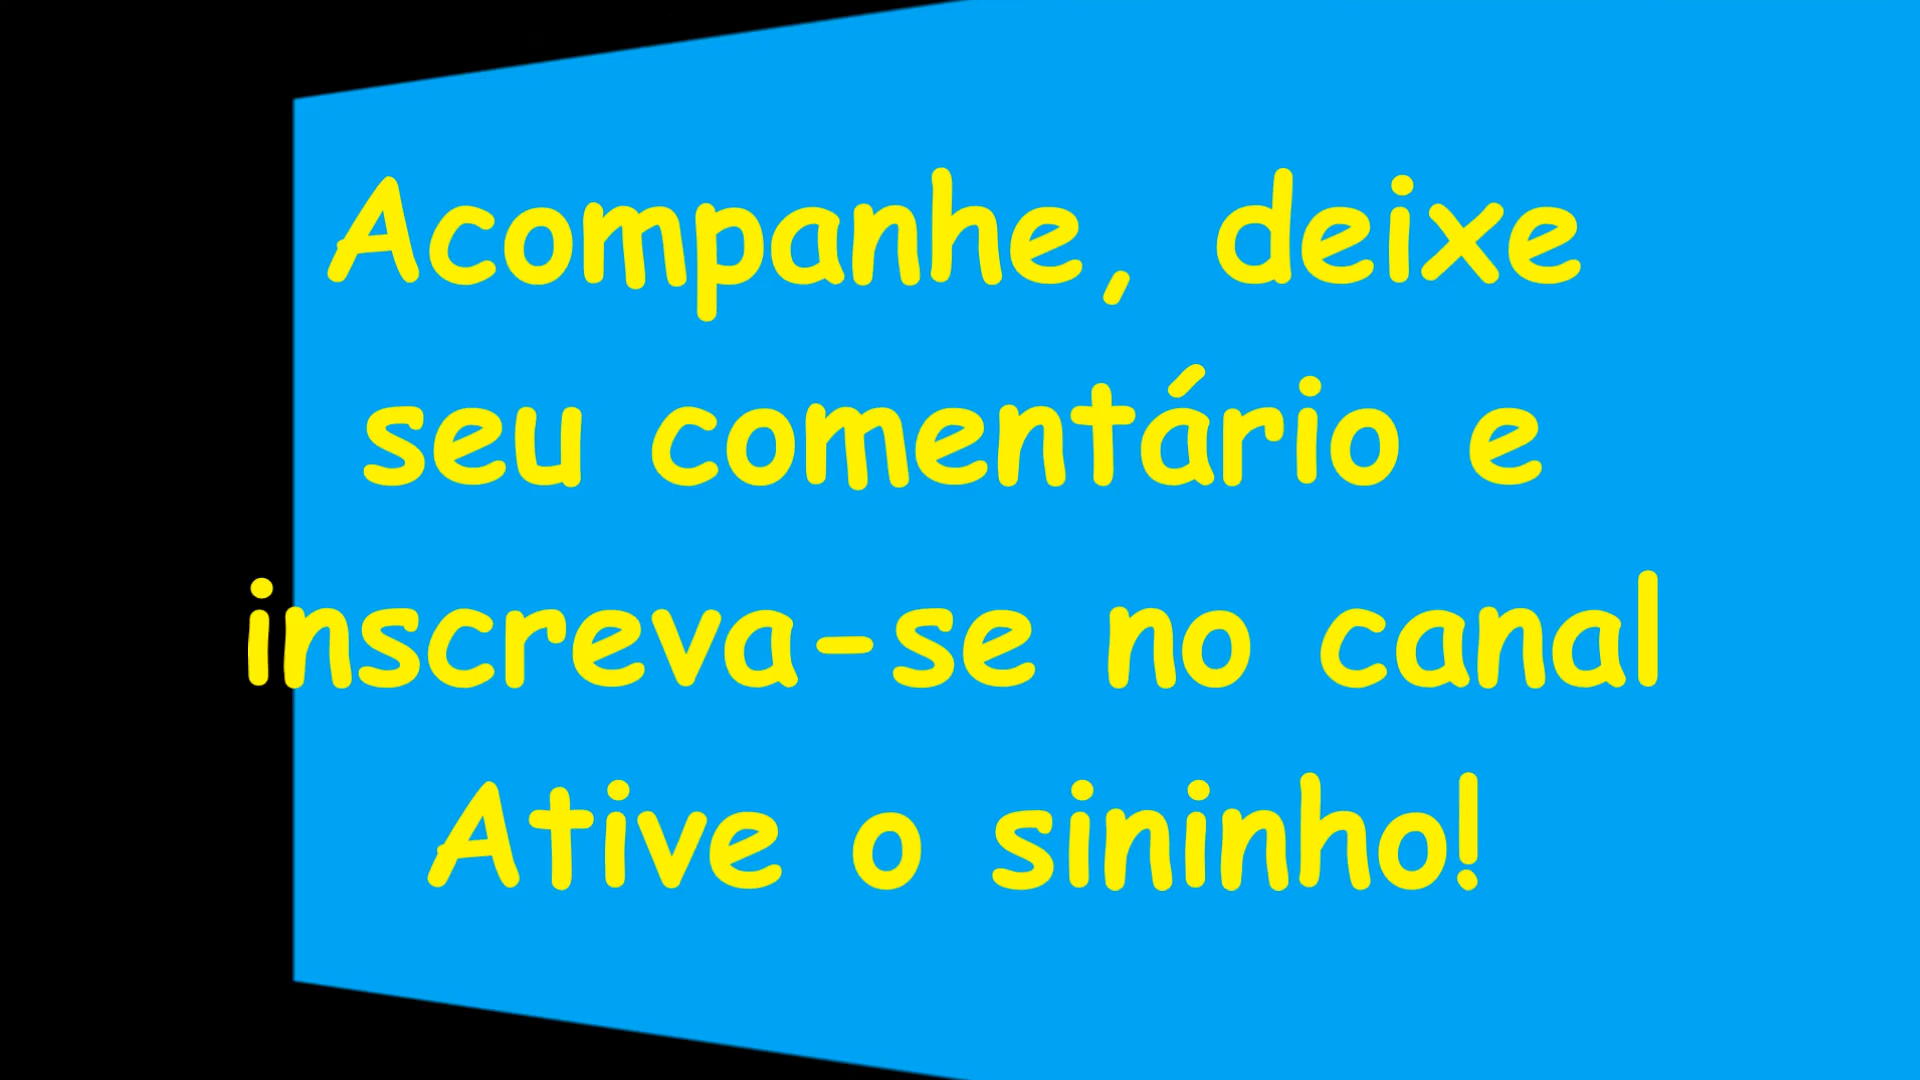 Acompanhe, deixe
seu comentário e
inscreva-se no canal
Ative o sininho!